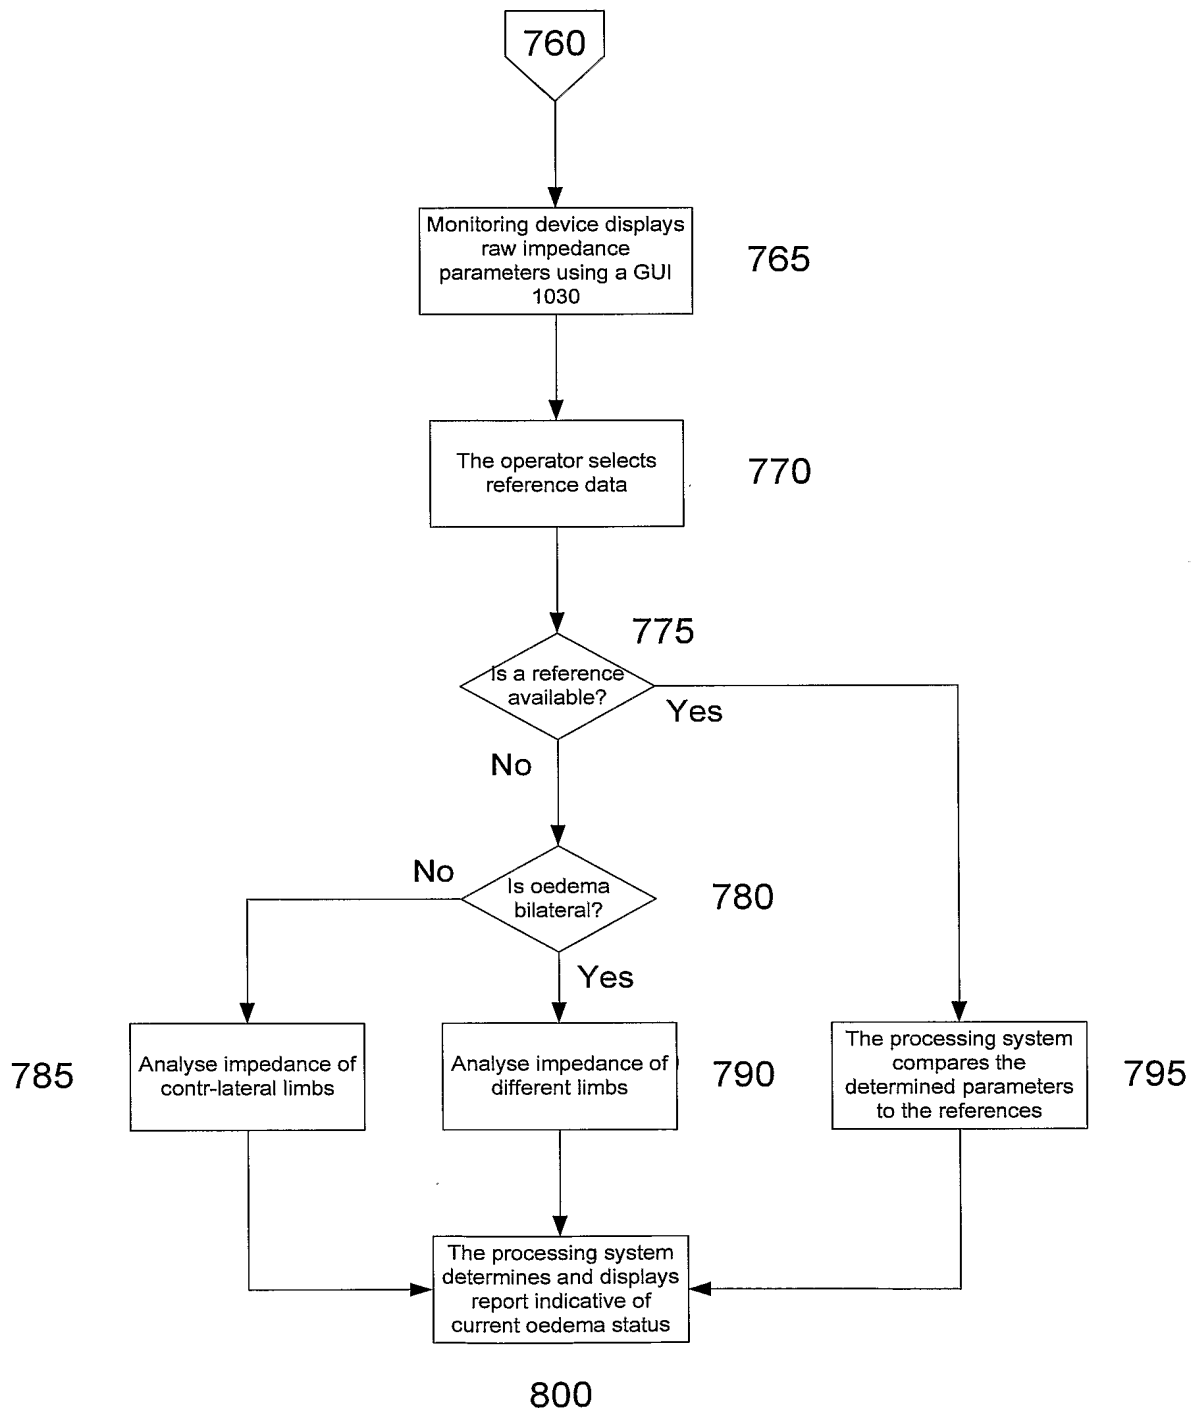 760
Monitoring device displays
raw impedance
parameters using a GUI
1030
765
The operator selects
reference data
770
775
Is a reference
available?
Yes
No
No
Is oedema
bilateral?
780
Yes
785
Analyse impedance of
contr-lateral limbs
Analyse impedance of
different limbs
790
The processing system
compares the
determined parameters
to the references
795
The processing system
determines and displays
report indicative of
current oedema status
800